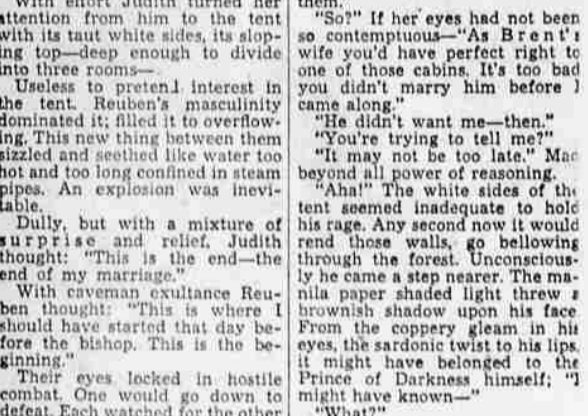 With effort Judith turned her
attention from him to the tent
with its taut white sides, its slop-
ing top—deep enough to divide
into three rooms—
Useless to pretend interest in
the tent. Reuben's masculinity
dominated it; filled it to overflow-
ing. This new thing between them
sizzled and seethed like water too
hot and too long confined in steam
pipes. An explosion was inevi-
table.
Dully, but with a mixture of
surprise and relief, Judith
thought: "This is the end—the
end of my marriage."
With caveman exultance Reu-
ben thought: "This is where I
should have started that day be-
fore the bishop. This is the be-
ginning."
Their eyes locked in hostile
combat. One would go down to
defeat. Each watched for the other
them.
"So?" If her eyes had not been
so contemptuous—"As Brent's
wife you'd have perfect right to
one of those cabins. It's too bad
you didn't marry him before I
came along."
"He didn't want me—then."
"You're trying to tell me?"
"It may not be too late." Mad
beyond all power of reasoning.
"Aha!" The white sides of the
tent seemed inadequate to hold
his rage. Any second now it would
rend those walls, go bellowing
through the forest. Unconscious-
ly he came a step nearer. The ma-
nila paper shaded light threw a
brownish shadow upon his face.
From the coppery gleam in his
eyes, the sardonic twist to his lips,
it might have belonged to the
Prince of Darkness himself; "I
might have known—"
"What?"